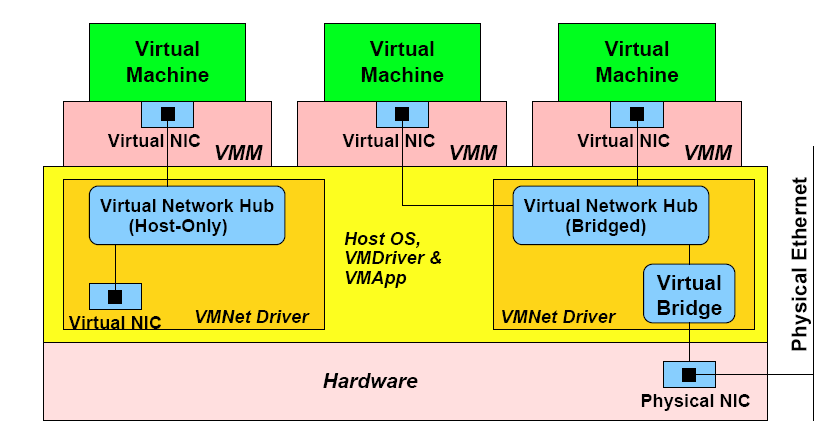 Virtual
Machine
Virtual
Machine
Virtual
Machine
Virtual NIC
VMM
Virtual NIC
VMM
Virtual NIC
VMM
Virtual Network Hub
(Host-Only)
Virtual NIC
VMNet Driver
Host OS,
VMDriver &
VMApp
Virtual Network Hub
(Bridged)
Virtual
Bridge
VMNet Driver
Hardware
Physical NIC
Physical Ethernet